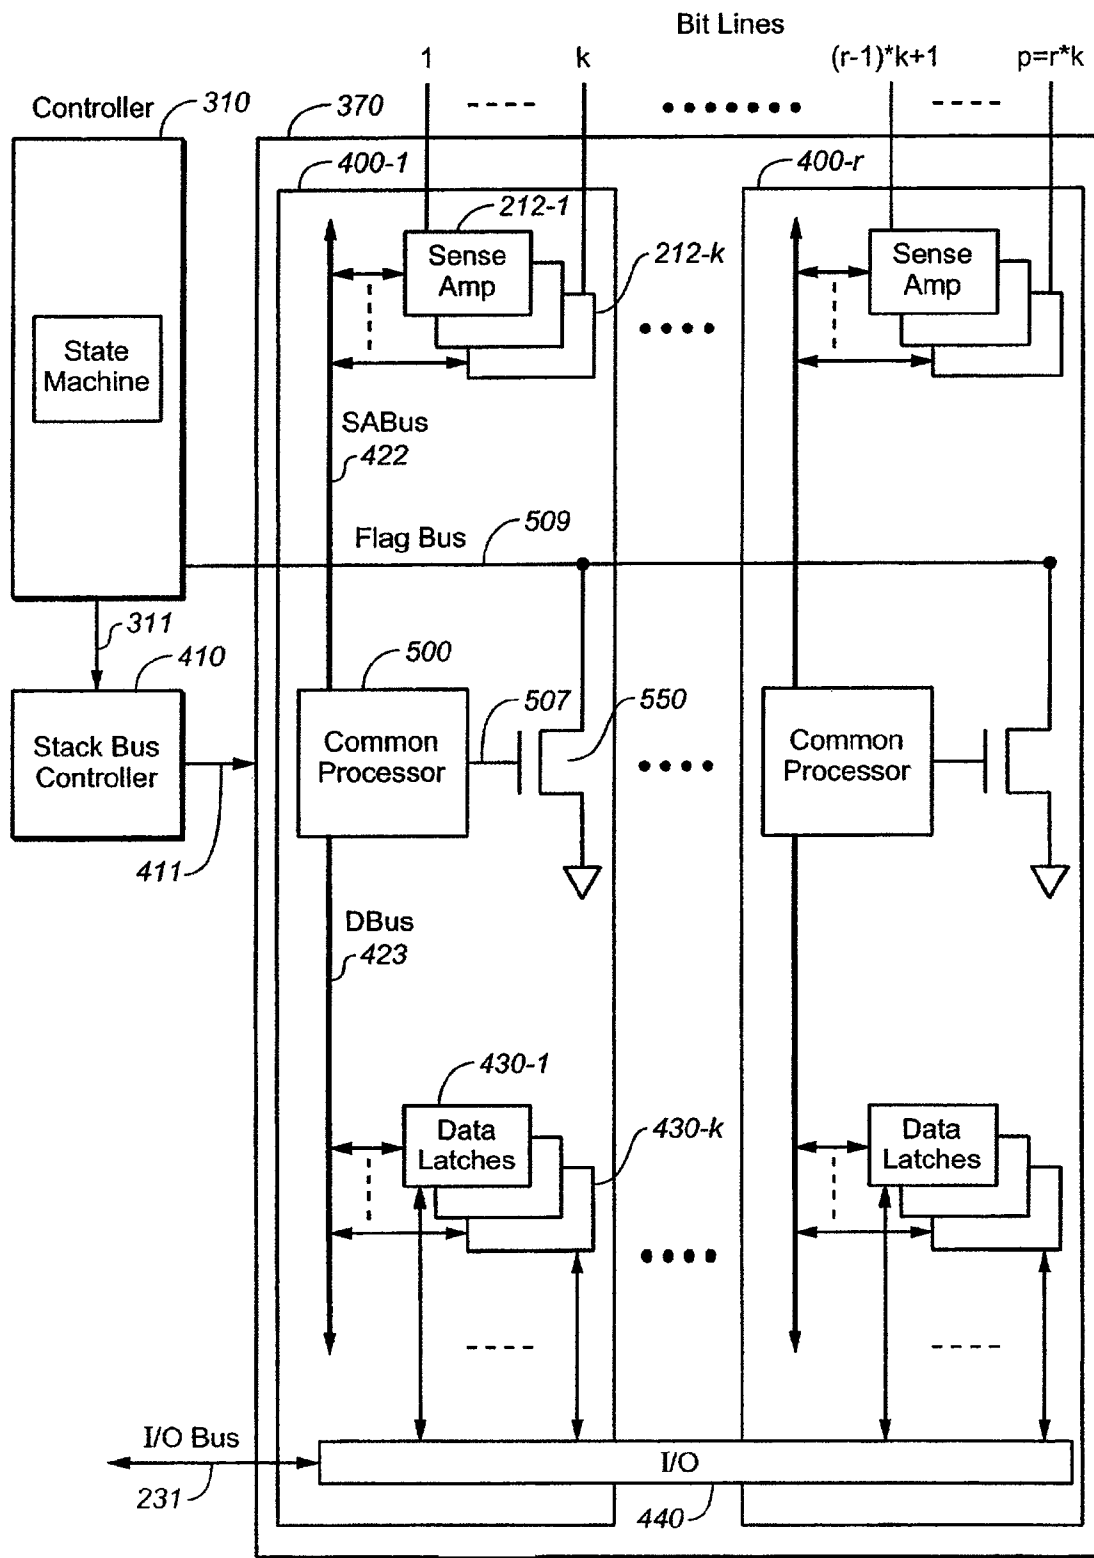 Bit Lines
1
k
(r-1)*k+1
p=r*k
Controller
310
370
400-1
400-r
212-1
212-k
Sense
Amp
Sense
Amp
State
Machine
SABus
422
Flag Bus
509
311
410
500
507
550
Stack Bus
Controller
Common
Processor
Common
Processor
411
DBus
423
430-1
430-k
Data
Latches
Data
Latches
I/O Bus
231
I/O
440